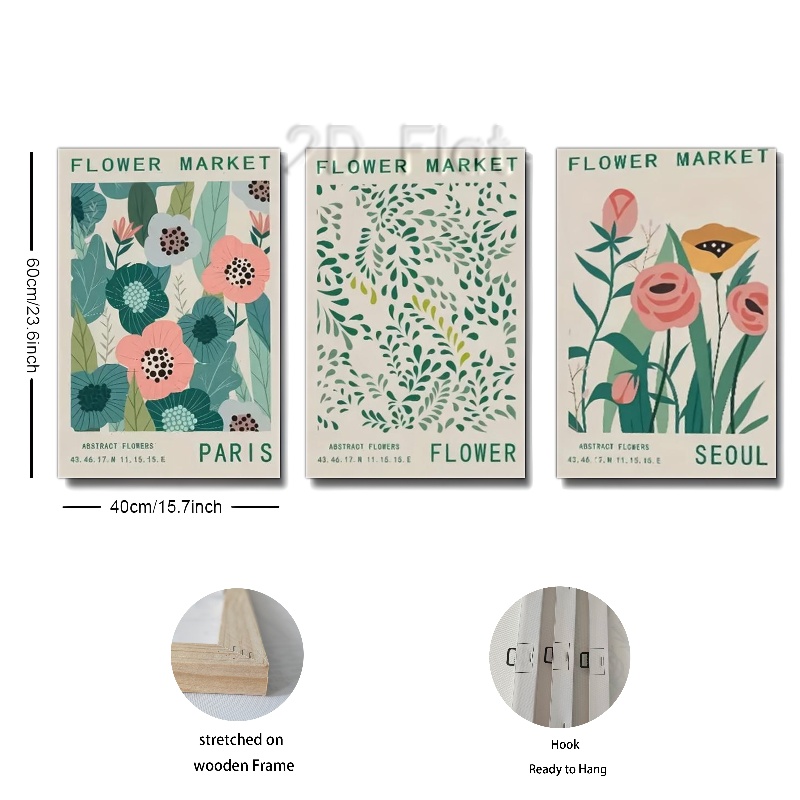 2D Flat
FLOWER MARKET
FLOWER MARKET
FLOWER MARKET
60cm/23.6inch
ABSTRACT FLOWERS
43.46.17.N 11.15.15.E
PARIS
ABSTRACT FLOWERS
43.46.17.N 11.15.15.E
FLOWER
ABSTRACT FLOWERS
43.46.17.N 11.15.15.E
SEOUL
40cm/15.7inch
stretched on
wooden Frame
Hook
Ready to Hang